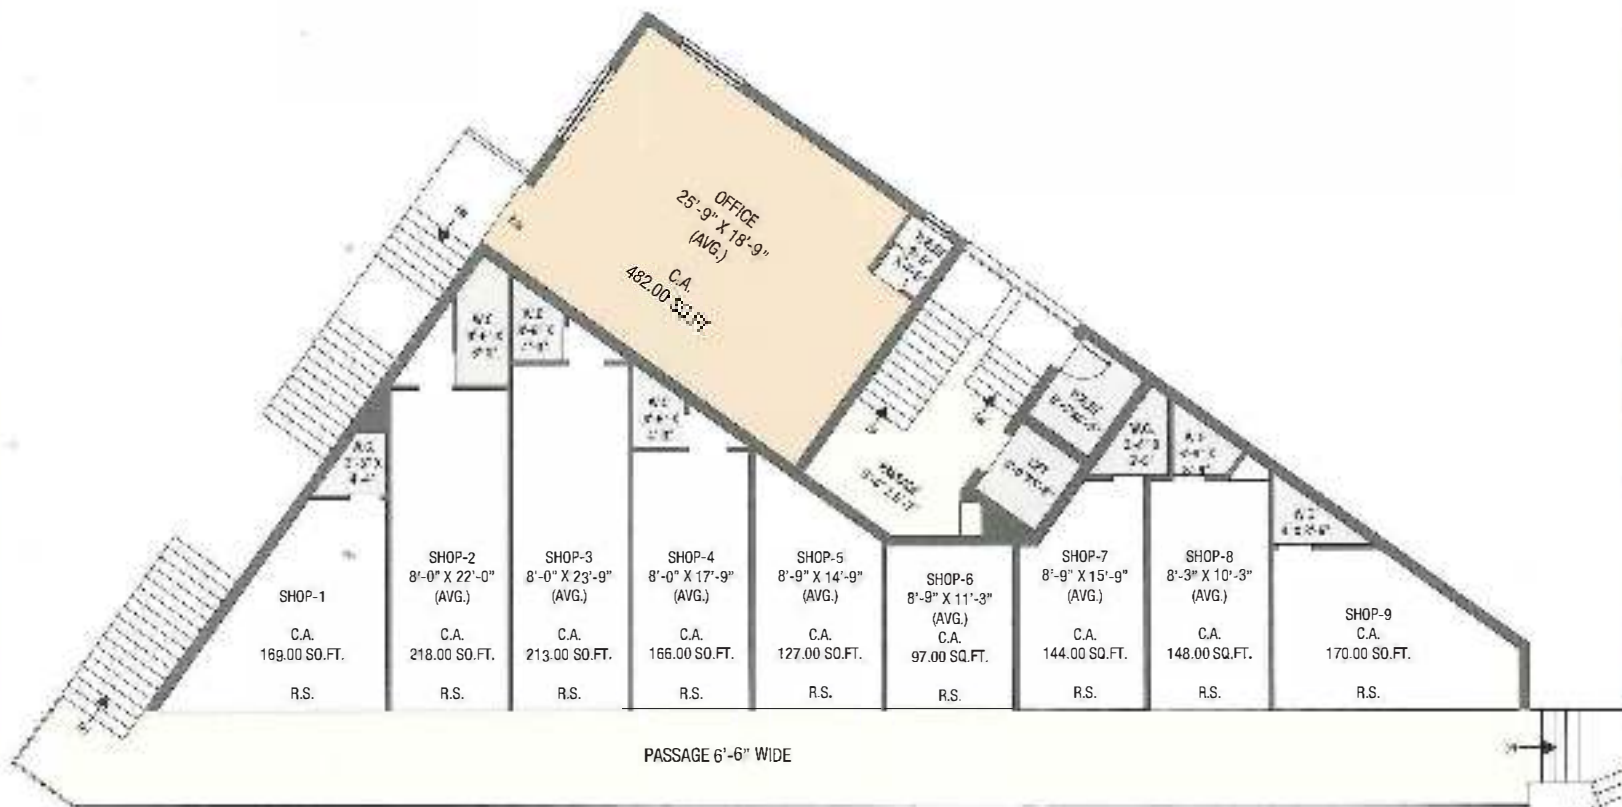 OFFICE
25'-9" X 18'-9"
(AVG.)
C.A.
482.00 SQ.FT
SHOP-1
C.A.
169.00 SQ.FT.
R.S.
SHOP-2
8'-0" X 22'-0"
(AVG.)
C.A.
218.00 SQ.FT.
R.S.
SHOP-3
8'-0" X 23'-9"
(AVG.)
C.A.
213.00 SQ.FT.
R.S.
SHOP-4
8'-0" X 17'-9"
(AVG.)
C.A.
166.00 SQ.FT.
R.S.
SHOP-5
8'-9" X 14'-9"
(AVG.)
C.A.
127.00 SQ.FT.
R.S.
SHOP-6
8'-9" X 11'-3"
(AVG.)
C.A.
97.00 SQ.FT.
R.S.
SHOP-7
8'-9" X 15'-9"
(AVG.)
C.A.
144.00 SQ.FT.
R.S.
SHOP-8
8'-3" X 10'-3"
(AVG.)
C.A.
148.00 SQ.FT.
R.S.
SHOP-9
C.A.
170.00 SQ.FT.
R.S.
PASSAGE
LIFT
PASSAGE 6'-6" WIDE